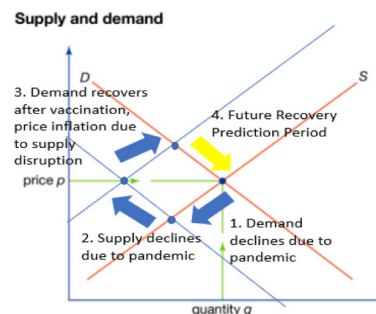 Supply and demand
D
S
3. Demand recovers
after vaccination,
price inflation due
to supply
disruption
4. Future Recovery
Prediction Period
price p
2. Supply declines
due to pandemic
1. Demand
declines due to
pandemic
quantity q